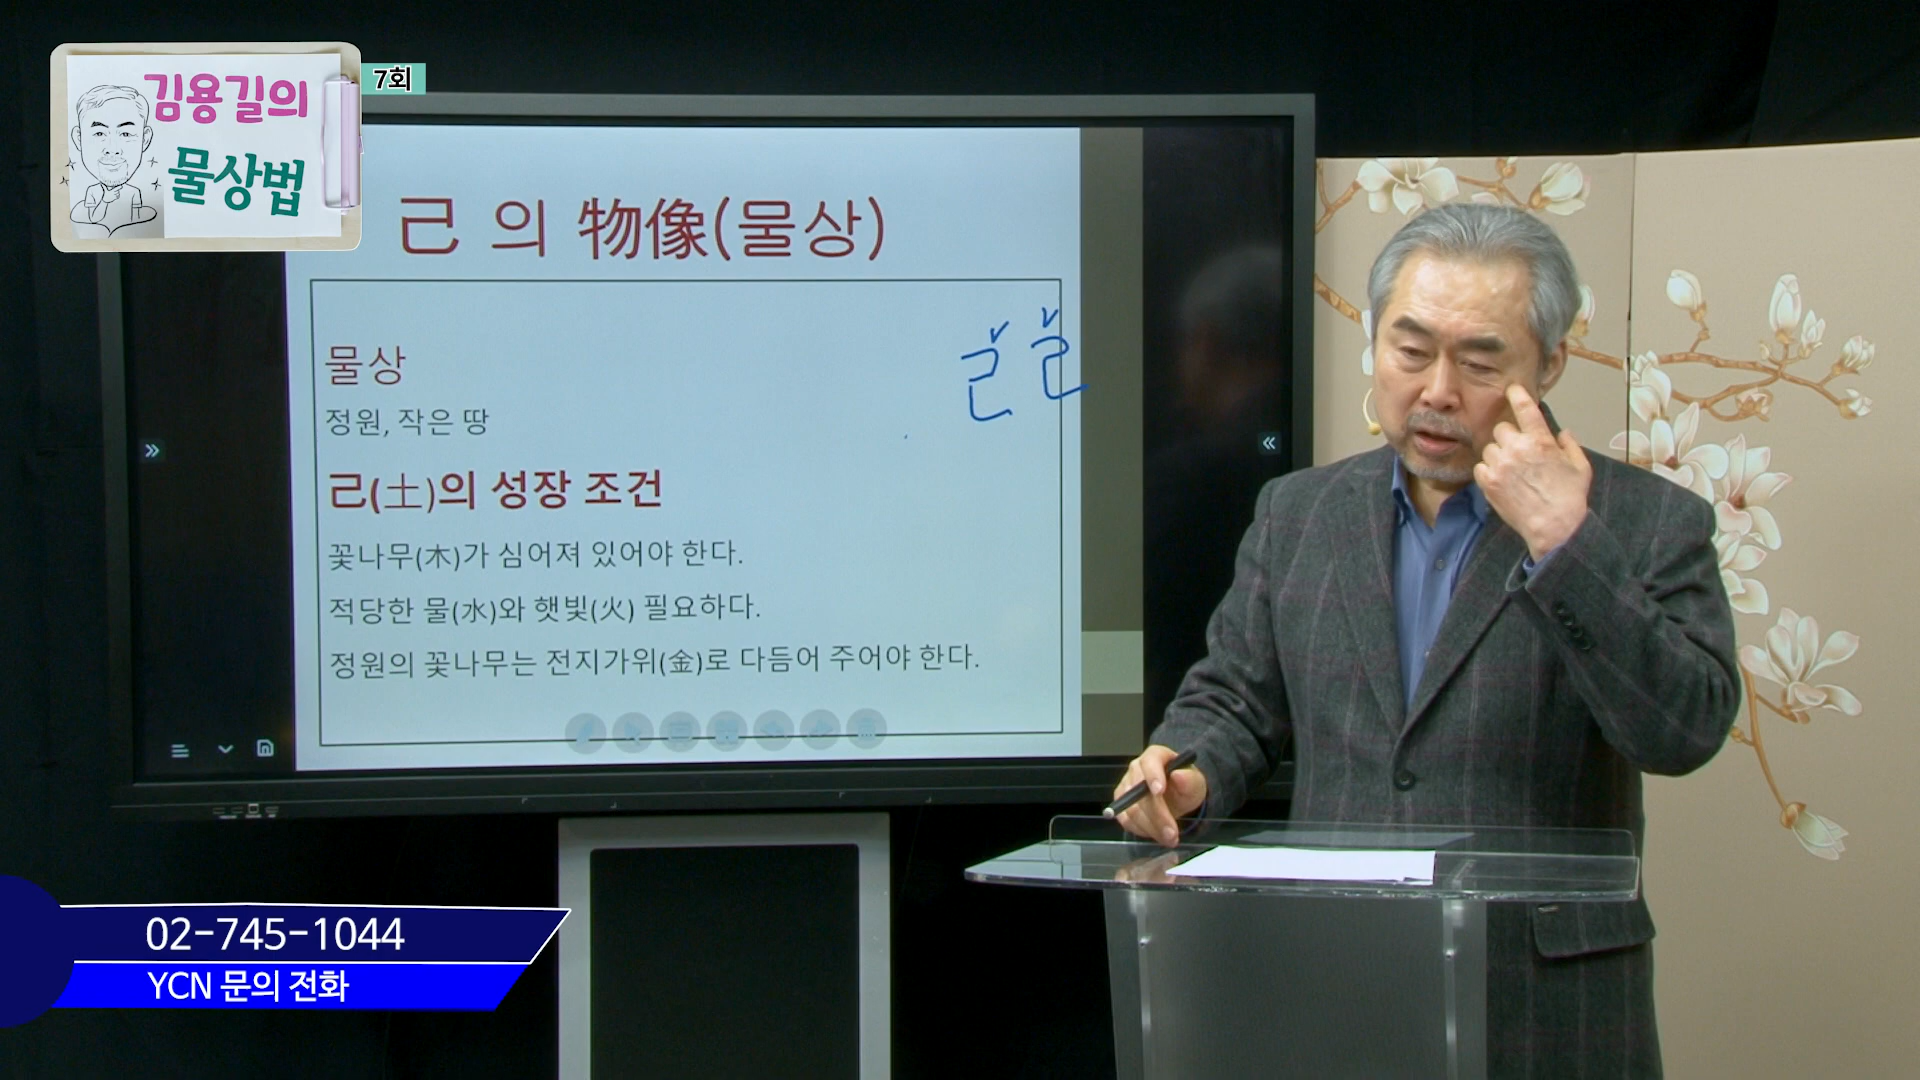 김용길의
물상법
7회
己 의 物像(물상)
물상
정원, 작은 땅
己(土)의 성장 조건
꽃나무(木)가 심어져 있어야 한다.
적당한 물(水)와 햇빛(火) 필요하다.
정원의 꽃나무는 전지가위(金)로 다듬어 주어야 한다.
己 己
02-745-1044
YCN 문의 전화